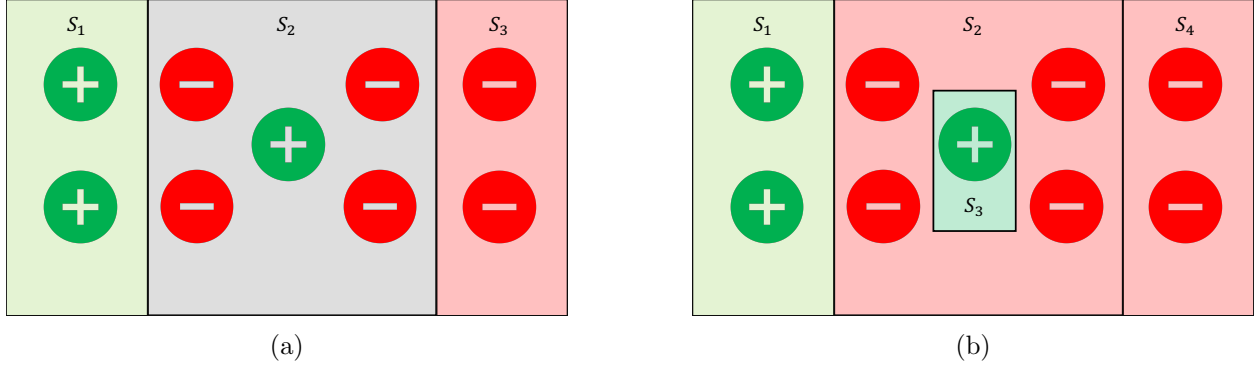 S₁ S₂ S₃
+ − − −
+
+ − − −
(a)
S₁ S₂ S₄
+ − − −
+
+ − − −
S₃
(b)